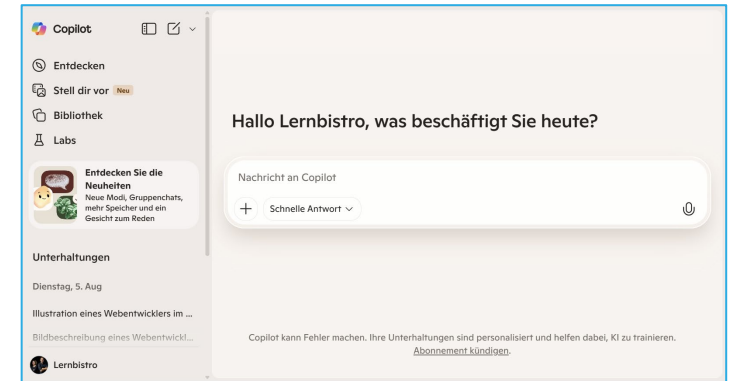 Copilot
Entdecken
Stell dir vor Neu
Bibliothek
Labs
Entdecken Sie die
Neuheiten
Neue Modi, Gruppenchats,
mehr Speicher und ein
Gesicht zum Reden
Unterhaltungen
Dienstag, 5. Aug
Illustration eines Webentwicklers im ...
Bildbeschreibung eines Webentwickl...
Lernbistro
Hallo Lernbistro, was beschäftigt Sie heute?
Nachricht an Copilot
Schnelle Antwort
Copilot kann Fehler machen. Ihre Unterhaltungen sind personalisiert und helfen dabei, KI zu trainieren.
Abonnement kündigen.